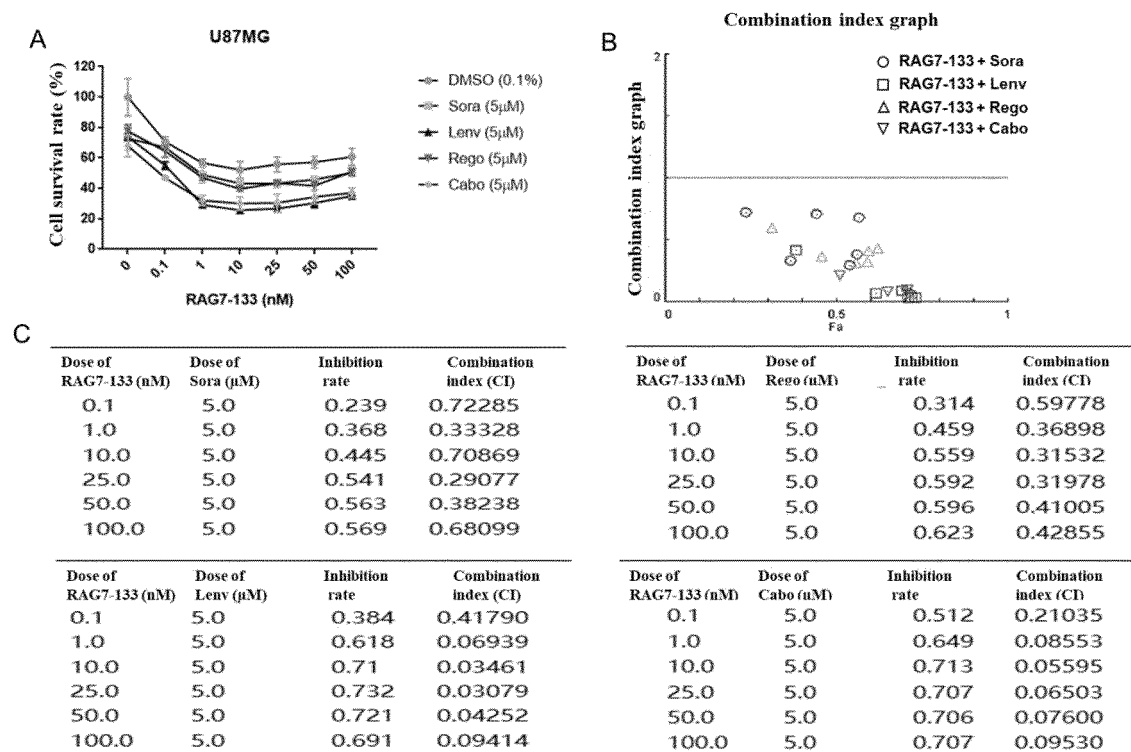 Combination index graph
A
U87MG
Cell survival rate (%)
120
100
80
60
40
20
0
0
0.1
1
10
25
50
100
RAG7-133 (nM)
DMSO (0.1%)
Sora (5µM)
Lenv (5µM)
Rego (5µM)
Cabo (5µM)
B
Combination index graph
2
0
0
0.5
1
Fa
RAG7-133 + Sora
RAG7-133 + Lenv
RAG7-133 + Rego
RAG7-133 + Cabo
C
Dose of Dose of Inhibition Combination
RAG7-133 (nM) Sora (µM) rate index (CI)
0.1 5.0 0.239 0.72285
1.0 5.0 0.368 0.33328
10.0 5.0 0.445 0.70869
25.0 5.0 0.541 0.29077
50.0 5.0 0.563 0.38238
100.0 5.0 0.569 0.68099
Dose of Dose of Inhibition Combination
RAG7-133 (nM) Rego (µM) rate index (CI)
0.1 5.0 0.314 0.59778
1.0 5.0 0.459 0.36898
10.0 5.0 0.559 0.31532
25.0 5.0 0.592 0.31978
50.0 5.0 0.596 0.41005
100.0 5.0 0.623 0.42855
Dose of Dose of Inhibition Combination
RAG7-133 (nM) Lenv (µM) rate index (CI)
0.1 5.0 0.384 0.41790
1.0 5.0 0.618 0.06939
10.0 5.0 0.71 0.03461
25.0 5.0 0.732 0.03079
50.0 5.0 0.721 0.04252
100.0 5.0 0.691 0.09414
Dose of Dose of Inhibition Combination
RAG7-133 (nM) Cabo (µM) rate index (CI)
0.1 5.0 0.512 0.21035
1.0 5.0 0.649 0.08553
10.0 5.0 0.713 0.05595
25.0 5.0 0.707 0.06503
50.0 5.0 0.706 0.07600
100.0 5.0 0.707 0.09530